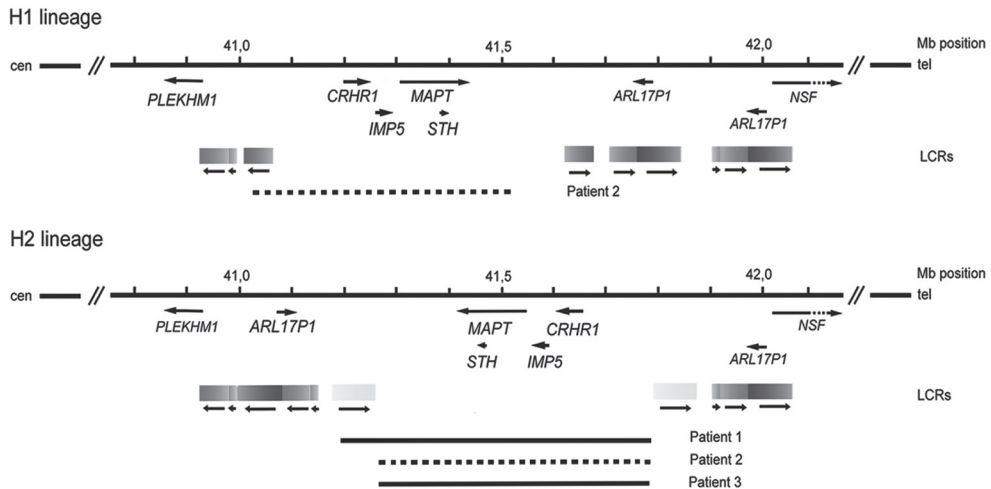 H1 lineage
41,0 41,5 42,0 Mb position
cen // // tel
PLEKHM1 CRHR1 MAPT ARL17P1 NSF
IMP5 STH ARL17P1
LCRs
Patient 2
H2 lineage
41,0 41,5 42,0 Mb position
cen // // tel
PLEKHM1 ARL17P1 MAPT CRHR1 NSF
STH IMP5 ARL17P1
LCRs
Patient 1
Patient 2
Patient 3